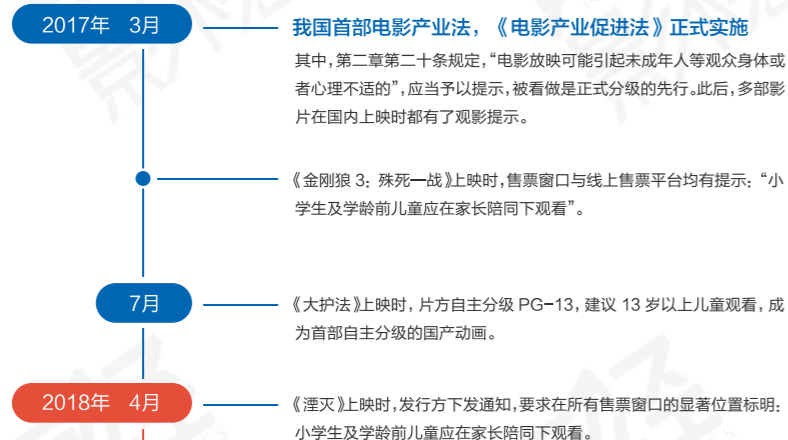 2017年 3月
我国首部电影产业法，《电影产业促进法》正式实施
其中，第二章第二十条规定，“电影放映可能引起未成年人等观众身体或
者心理不适的”，应当予以提示，被看做是正式分级的先行。此后，多部影
片在国内上映时都有了观影提示。
《金刚狼 3：殊死一战》上映时，售票窗口与线上售票平台均有提示：“小
学生及学龄前儿童应在家长陪同下观看”。
7月
《大护法》上映时，片方自主分级 PG-13，建议 13 岁以上儿童观看，成
为首部自主分级的国产动画。
2018年 4月
《湮灭》上映时，发行方下发通知，要求在所有售票窗口的显著位置标明：
小学生及学龄前儿童应在家长陪同下观看。